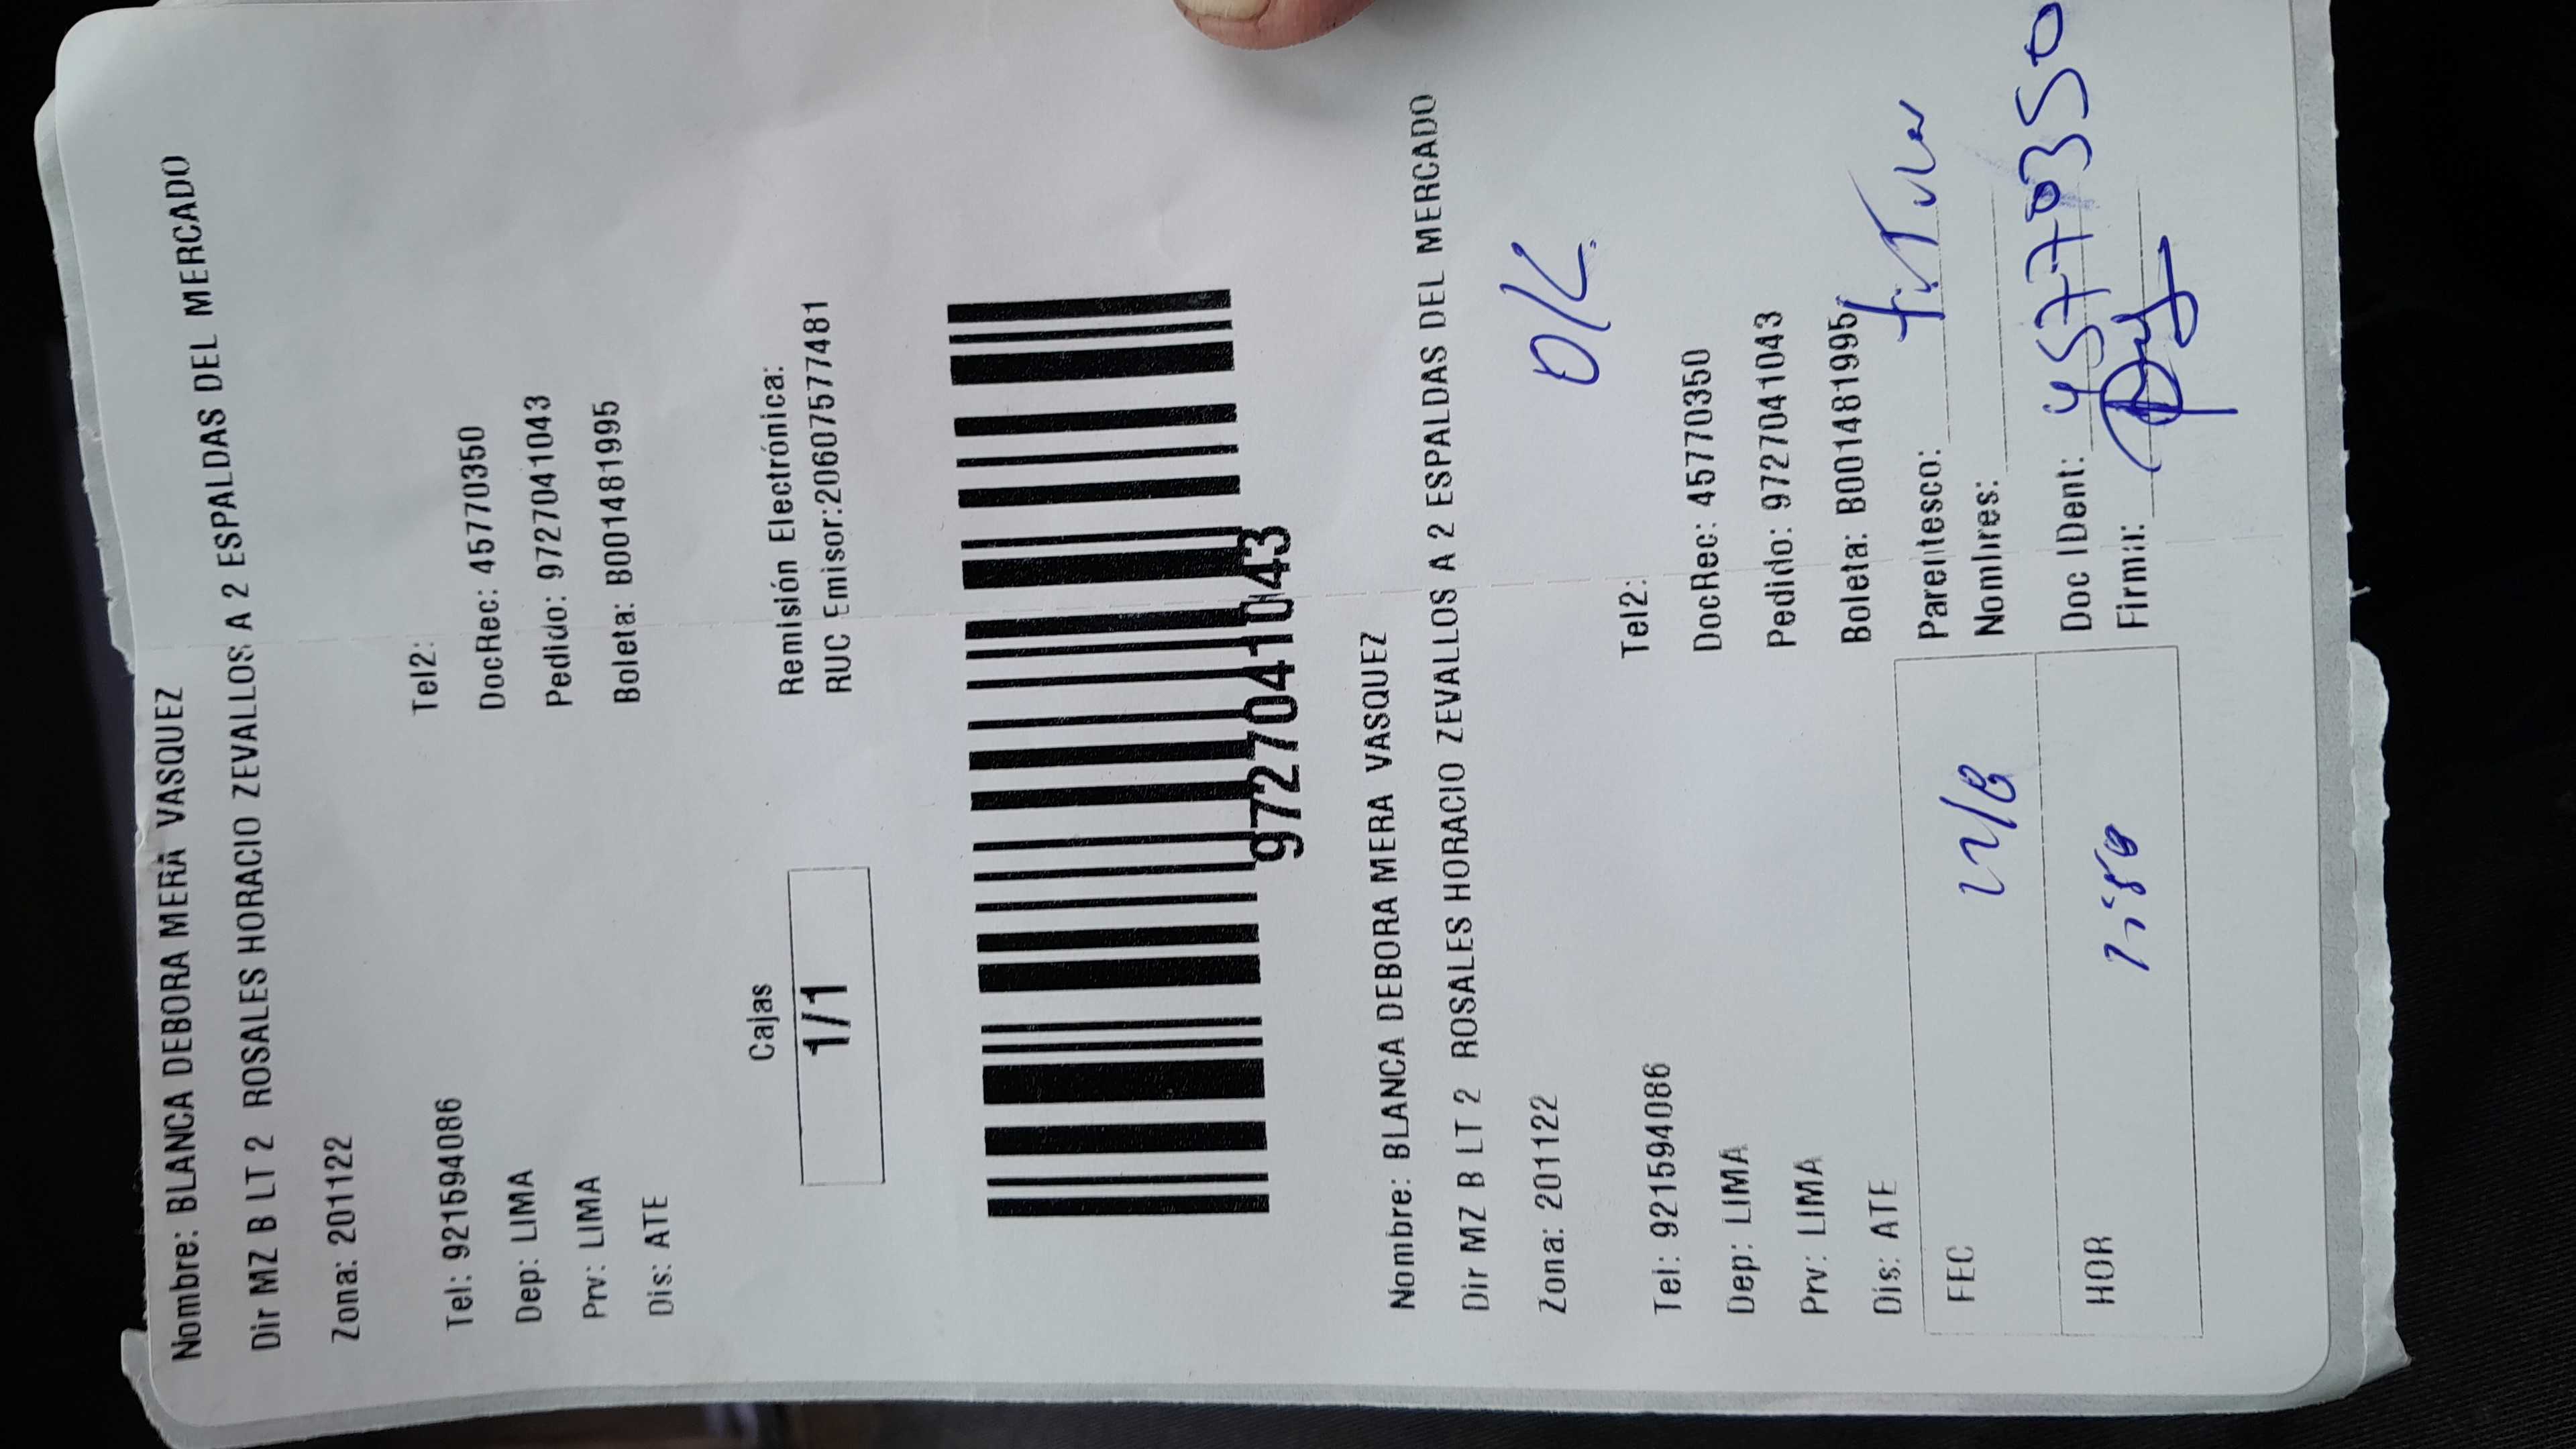 Nombre: BLANCA DEBORA MERA VASQUEZ
Dir MZ B LT 2 ROSALES HORACIO ZEVALLOS A 2 ESPALDAS DEL MERCADO
Zona: 201122
Tel: 921594086 Tel2:
Dep: LIMA DocRec: 45770350
Prv: LIMA Pedido: 97270410 43
Dis: ATE Boleta: B001481995
Cajas Remisión Electrónica:
1/1 RUC Emisor:20607577481
9727041043
Nombre: BLANCA DEBORA MERA VASQUEZ
Dir MZ B LT 2 ROSALES HORACIO ZEVALLOS A 2 ESPALDAS DEL MERCADO
Zona: 201122
Tel: 921594086 Tel2:
Dep: LIMA DocRec: 45770350
Prv: LIMA Pedido: 9727041043
Dis: ATE Boleta: B001481995
FEC Parentesco:
Nombres:
HOR Doc IDent: 45770350
Firma: